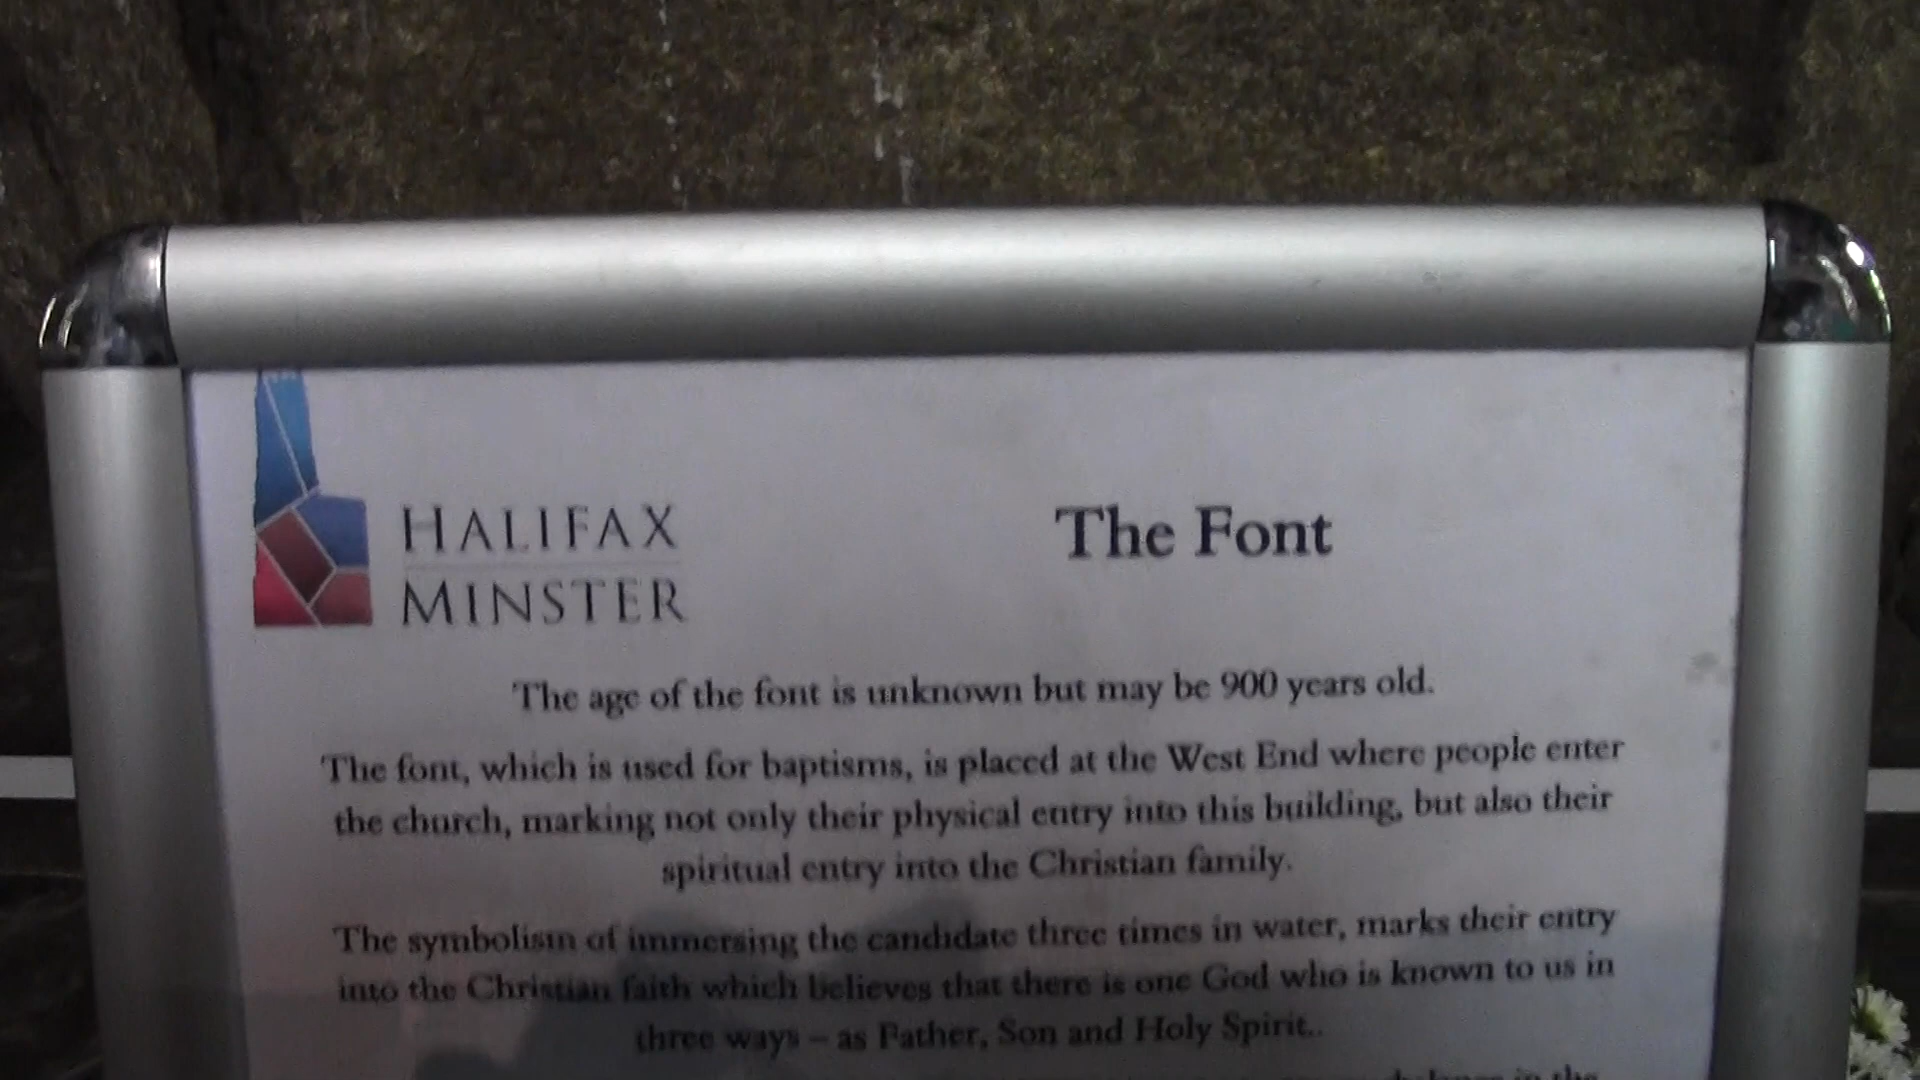 HALIFAX
MINSTER
The Font
The age of the font is unknown but may be 900 years old.
The font, which is used for baptisms, is placed at the West End where people enter
the church, marking not only their physical entry into this building, but also their
spiritual entry into the Christian family.
The symbolism of immersing the candidate three times in water, marks their entry
into the Christian faith which believes that there is one God who is known to us in
three ways – as Father, Son and Holy Spirit..
in the